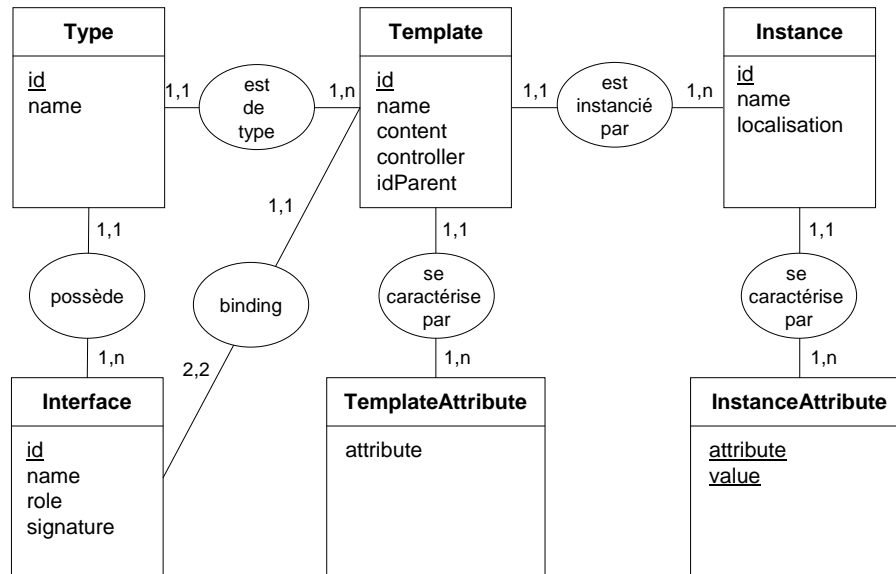 Type
id
name
1,1
est
de
type
1,n
Template
id
name
content
controller
idParent
1,1
est
instancié
par
1,n
Instance
id
name
localisation
1,1
possède
1,n
1,1
binding
2,2
1,1
se
caractérise
par
1,n
1,1
se
caractérise
par
1,n
Interface
id
name
role
signature
TemplateAttribute
attribute
InstanceAttribute
attribute
value